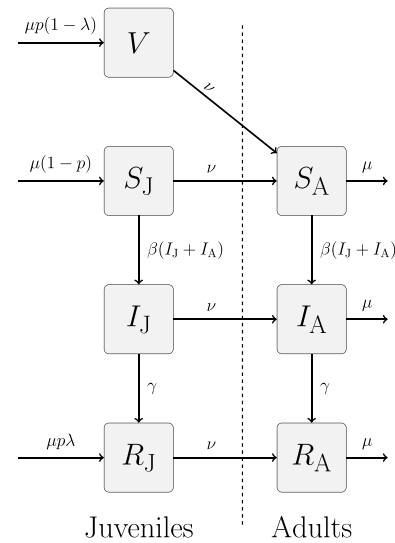 μp(1 − λ)
V
ν
μ(1 − p)
S_J
ν
S_A
μ
β(I_J + I_A)
β(I_J + I_A)
I_J
ν
I_A
μ
γ
γ
μpλ
R_J
ν
R_A
μ
Juveniles
Adults